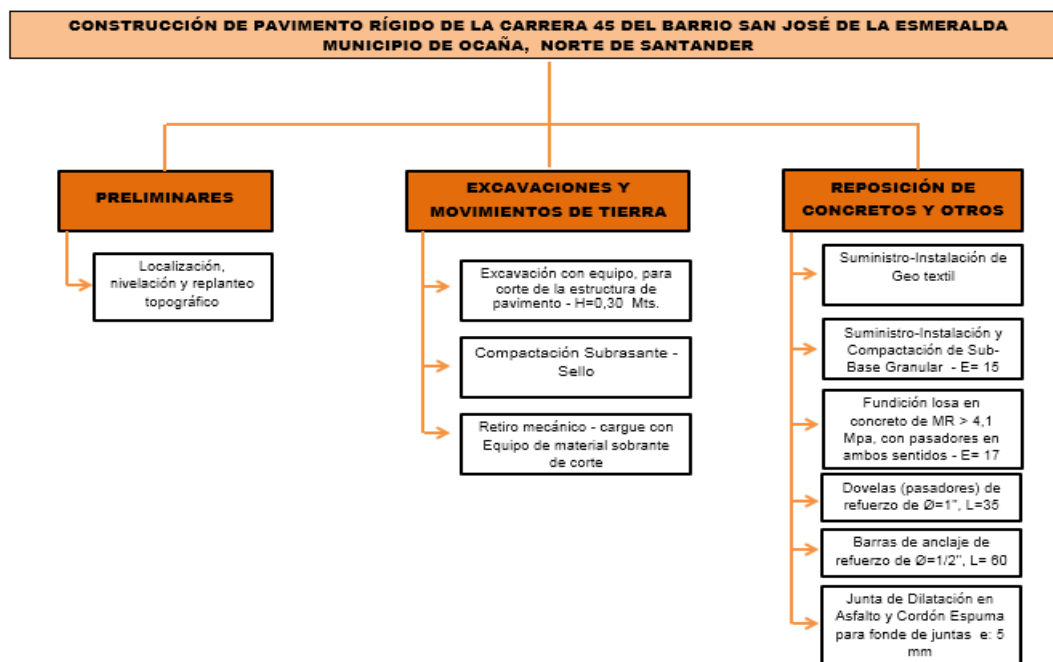 CONSTRUCCIÓN DE PAVIMENTO RÍGIDO DE LA CARRERA 45 DEL BARRIO SAN JOSÉ DE LA ESMERALDA
MUNICIPIO DE OCAÑA, NORTE DE SANTANDER
PRELIMINARES
Localización,
nivelación y replanteo
topográfico
EXCAVACIONES Y
MOVIMIENTOS DE TIERRA
Excavación con equipo, para
corte de la estructura de
pavimento - H=0,30 Mts.
Compactación Subrasante -
Sello
Retiro mecánico - cargue con
Equipo de material sobrante
de corte
REPOSICIÓN DE
CONCRETOS Y OTROS
Suministro-Instalación de
Geo textil
Suministro-Instalación y
Compactación de Sub-
Base Granular - E= 15
Fundición losa en
concreto de MR > 4,1
Mpa, con pasadores en
ambos sentidos - E= 17
Dovelas (pasadores) de
refuerzo de Ø=1", L=35
Barras de anclaje de
refuerzo de Ø=1/2", L= 60
Junta de Dilatación en
Asfalto y Cordón Espuma
para fonde de juntas e: 5
mm